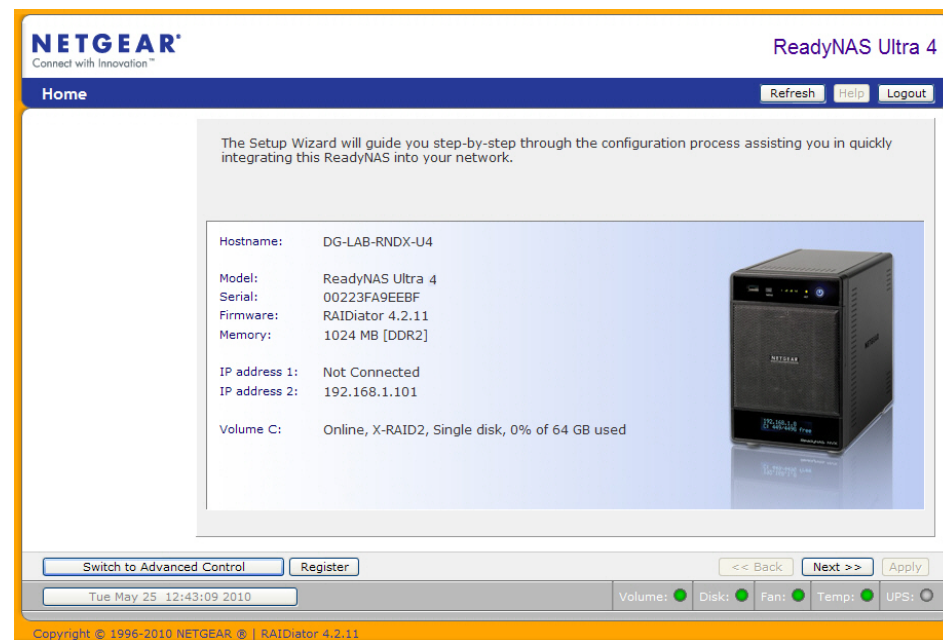 NETGEAR®
Connect with Innovation™
ReadyNAS Ultra 4
Home
Refresh Help Logout
The Setup Wizard will guide you step-by-step through the configuration process assisting you in quickly
integrating this ReadyNAS into your network.
Hostname: DG-LAB-RNDX-U4
Model: ReadyNAS Ultra 4
Serial: 00223FA9EEBF
Firmware: RAIDiator 4.2.11
Memory: 1024 MB [DDR2]
IP address 1: Not Connected
IP address 2: 192.168.1.101
Volume C: Online, X-RAID2, Single disk, 0% of 64 GB used
NETGEAR
192.168.1.8
Switch to Advanced Control Register << Back Next >> Apply
Tue May 25 12:43:09 2010 Volume: Disk: Fan: Temp: UPS:
Copyright © 1996-2010 NETGEAR ® | RAIDiator 4.2.11